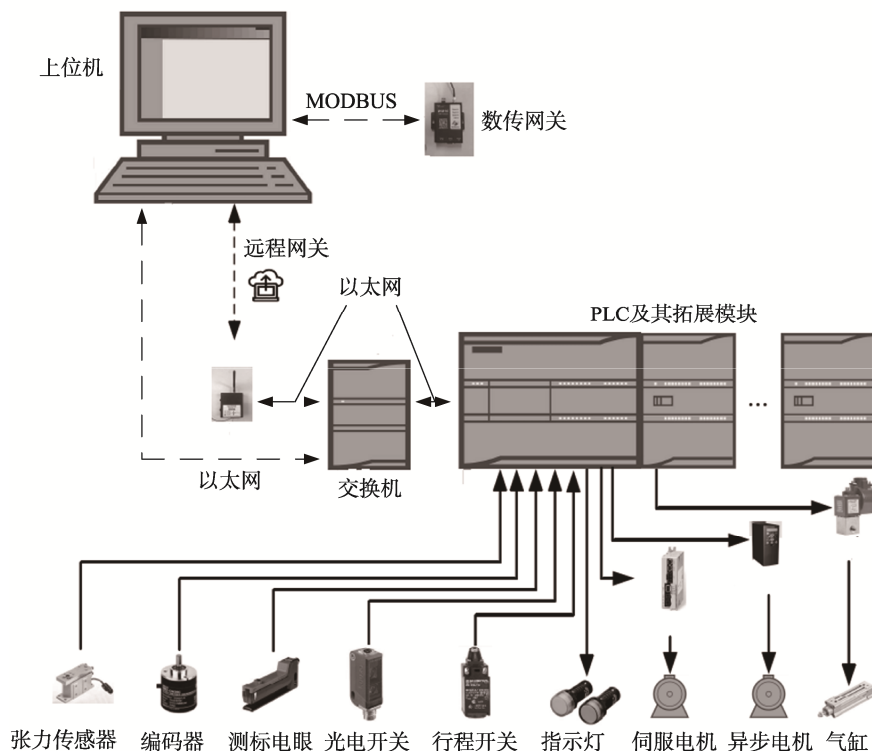 上位机
MODBUS
数传网关
远程网关
以太网
PLC及其拓展模块
...
以太网
交换机
张力传感器
编码器
测标电眼
光电开关
行程开关
指示灯
伺服电机
异步电机
气缸